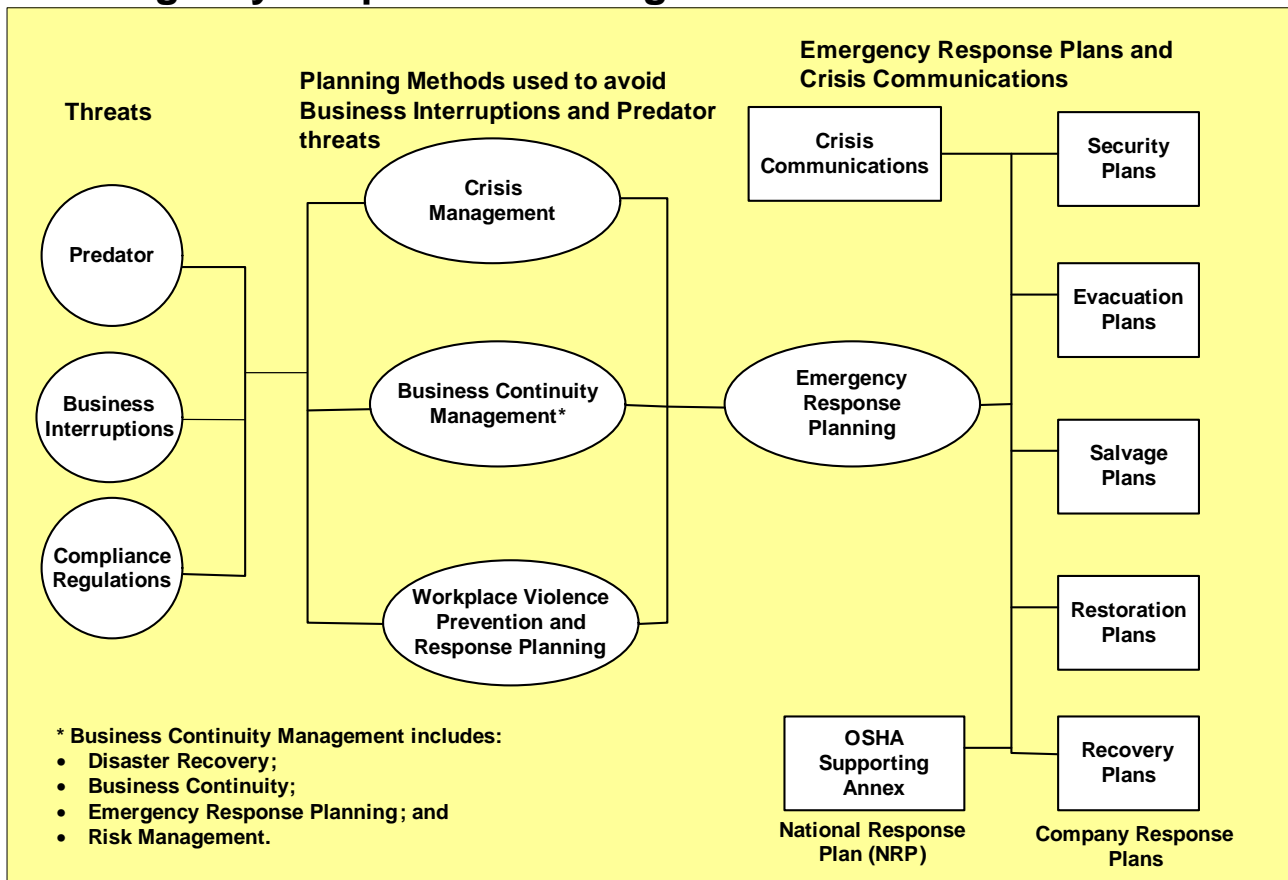 Threats
Planning Methods used to avoid
Business Interruptions and Predator
threats
Emergency Response Plans and
Crisis Communications
Predator
Business
Interruptions
Compliance
Regulations
Crisis
Management
Business Continuity
Management*
Workplace Violence
Prevention and
Response Planning
Emergency
Response
Planning
Crisis
Communications
Security
Plans
Evacuation
Plans
Salvage
Plans
Restoration
Plans
Recovery
Plans
OSHA
Supporting
Annex
National Response
Plan (NRP)
Company Response
Plans
* Business Continuity Management includes:
• Disaster Recovery;
• Business Continuity;
• Emergency Response Planning; and
• Risk Management.